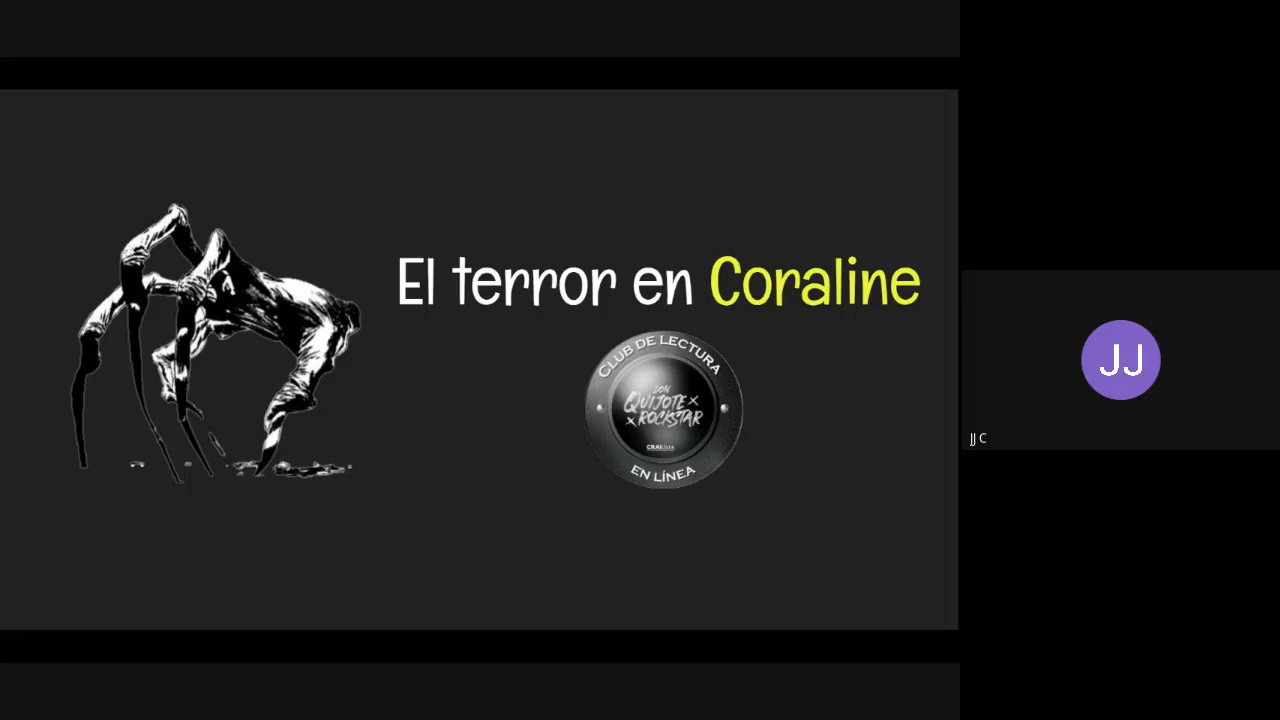 El terror en Coraline
CLUB DE LECTURA
DON
QUIJOTE X
X ROCKSTAR
EN LÍNEA
JJ
JJ C